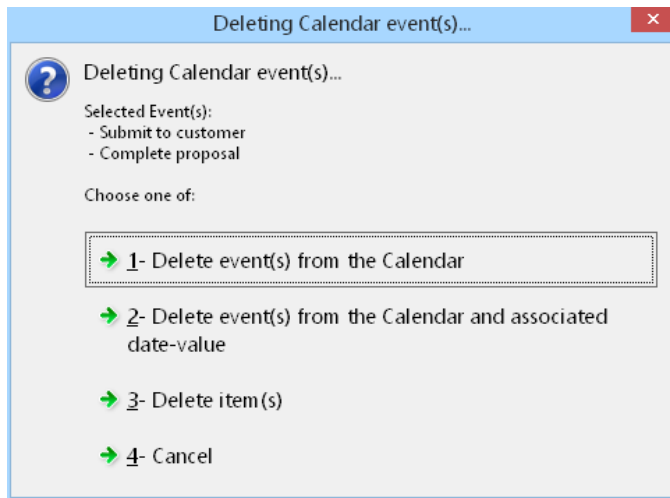 Deleting Calendar event(s)...
Deleting Calendar event(s)...
Selected Event(s):
- Submit to customer
- Complete proposal
Choose one of:
1- Delete event(s) from the Calendar
2- Delete event(s) from the Calendar and associated
date-value
3- Delete item(s)
4- Cancel